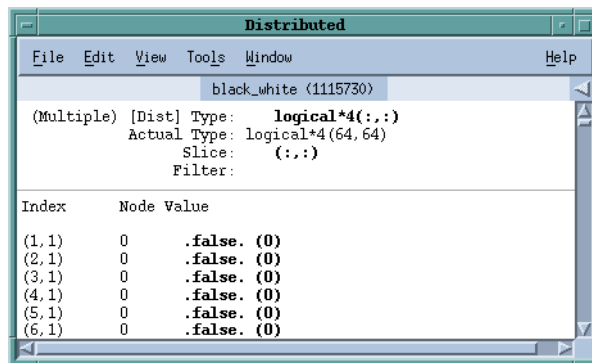 Distributed
File Edit View Tools Window Help
black_white (1115730)
(Multiple) [Dist] Type: logical*4(:,:)
Actual Type: logical*4(64,64)
Slice: (:,:)
Filter:
Index Node Value
(1,1) 0 .false. (0)
(2,1) 0 .false. (0)
(3,1) 0 .false. (0)
(4,1) 0 .false. (0)
(5,1) 0 .false. (0)
(6,1) 0 .false. (0)